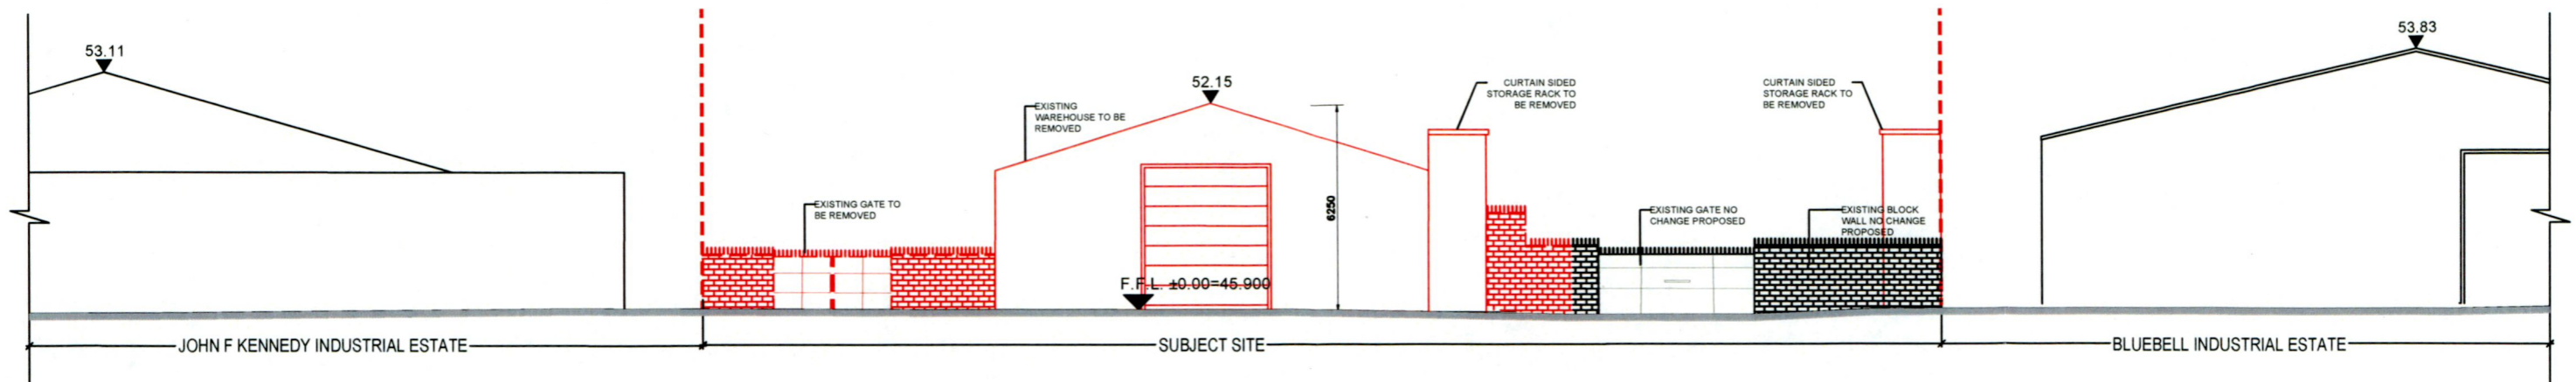 53.11
52.15
53.83
EXISTING
WAREHOUSE TO BE
REMOVED
CURTAIN SIDED
STORAGE RACK TO
BE REMOVED
CURTAIN SIDED
STORAGE RACK TO
BE REMOVED
EXISTING GATE TO
BE REMOVED
6250
EXISTING GATE NO
CHANGE PROPOSED
EXISTING BLOCK
WALL NO CHANGE
PROPOSED
F.F.L. ±0.00=45.900
JOHN F KENNEDY INDUSTRIAL ESTATE
SUBJECT SITE
BLUEBELL INDUSTRIAL ESTATE